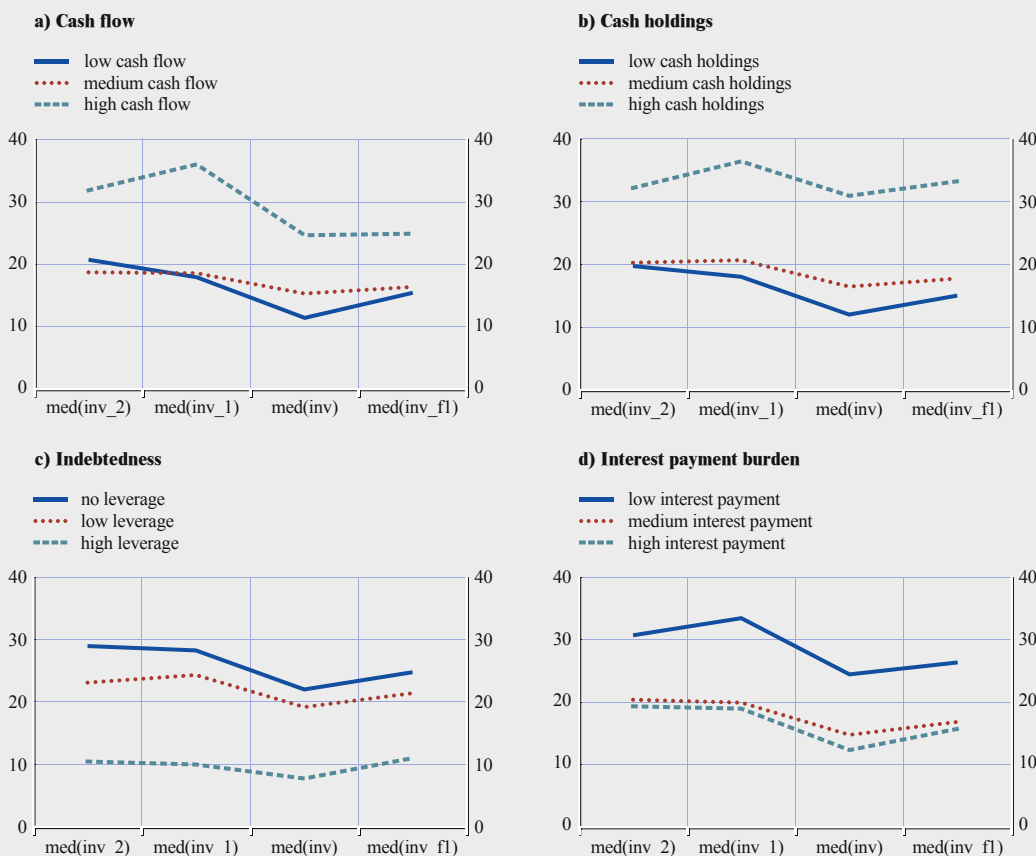 a) Cash flow
low cash flow
medium cash flow
high cash flow
40 40
30 30
20 20
10 10
0 0
med(inv_2) med(inv_1) med(inv) med(inv_f1)
b) Cash holdings
low cash holdings
medium cash holdings
high cash holdings
40 40
30 30
20 20
10 10
0 0
med(inv_2) med(inv_1) med(inv) med(inv_f1)
c) Indebtedness
no leverage
low leverage
high leverage
40 40
30 30
20 20
10 10
0 0
med(inv_2) med(inv_1) med(inv) med(inv_f1)
d) Interest payment burden
low interest payment
medium interest payment
high interest payment
40 40
30 30
20 20
10 10
0 0
med(inv_2) med(inv_1) med(inv) med(inv_f1)